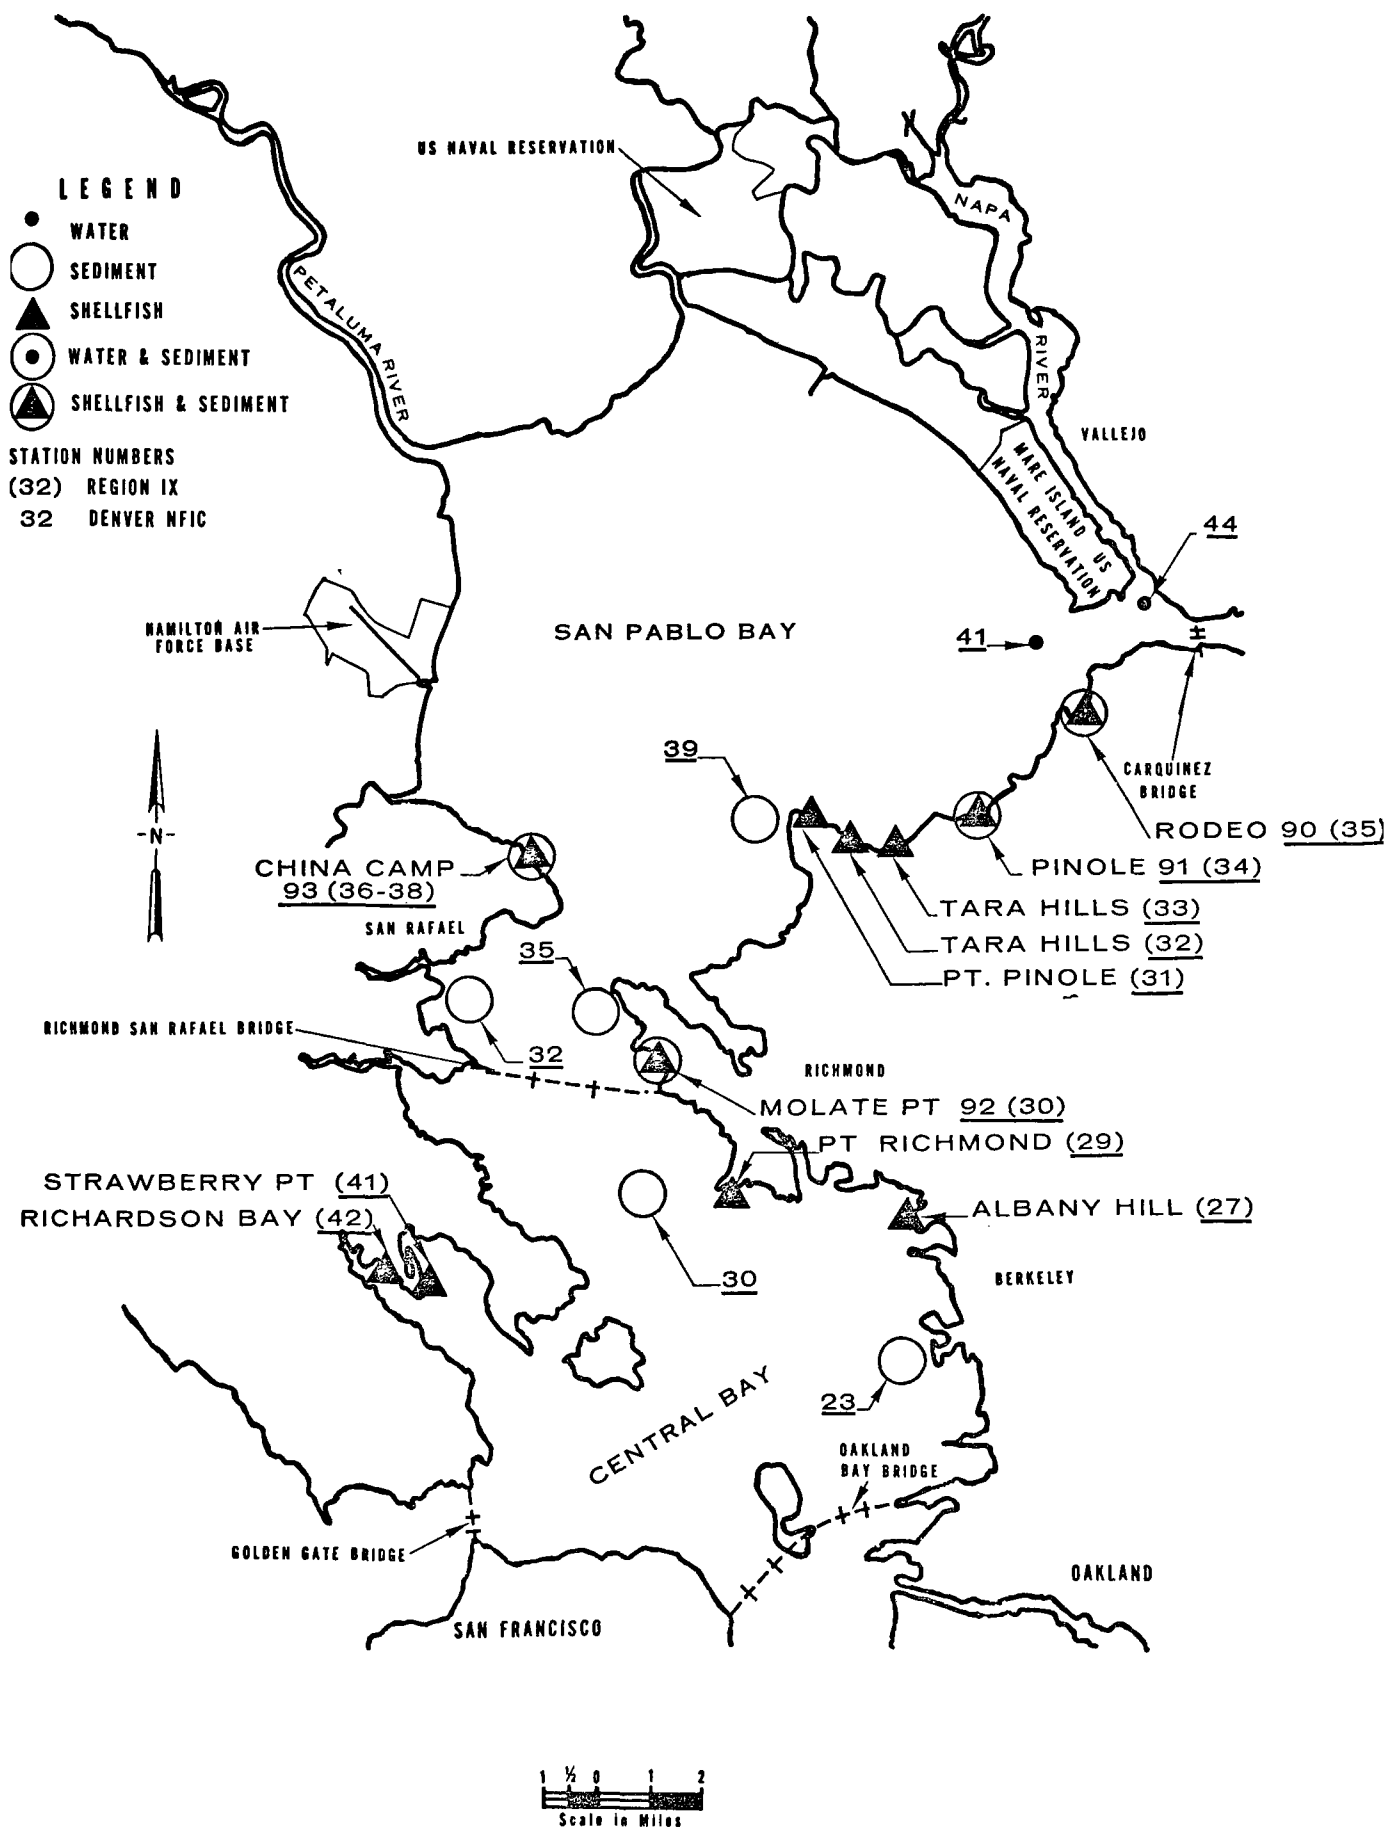 US NAVAL RESERVATION
LEGEND
WATER
SEDIMENT
SHELLFISH
WATER & SEDIMENT
SHELLFISH & SEDIMENT
STATION NUMBERS
(32) REGION IX
32 DENVER NFIC
NAPA
RIVER
PETALUMA RIVER
VALLEJO
MARE ISLAND US
NAVAL RESERVATION
44
HAMILTON AIR
FORCE BASE
SAN PABLO BAY
41
39
CARQUINEZ
BRIDGE
-N-
RODEO 90 (35)
CHINA CAMP
93 (36-38)
PINOLE 91 (34)
TARA HILLS (33)
SAN RAFAEL
TARA HILLS (32)
35
PT. PINOLE (31)
RICHMOND SAN RAFAEL BRIDGE
32
RICHMOND
MOLATE PT 92 (30)
PT RICHMOND (29)
STRAWBERRY PT (41)
RICHARDSON BAY (42)
ALBANY HILL (27)
30
BERKELEY
CENTRAL BAY
23
OAKLAND
BAY BRIDGE
GOLDEN GATE BRIDGE
OAKLAND
SAN FRANCISCO
1 ½ 0 1 2
Scale in Miles